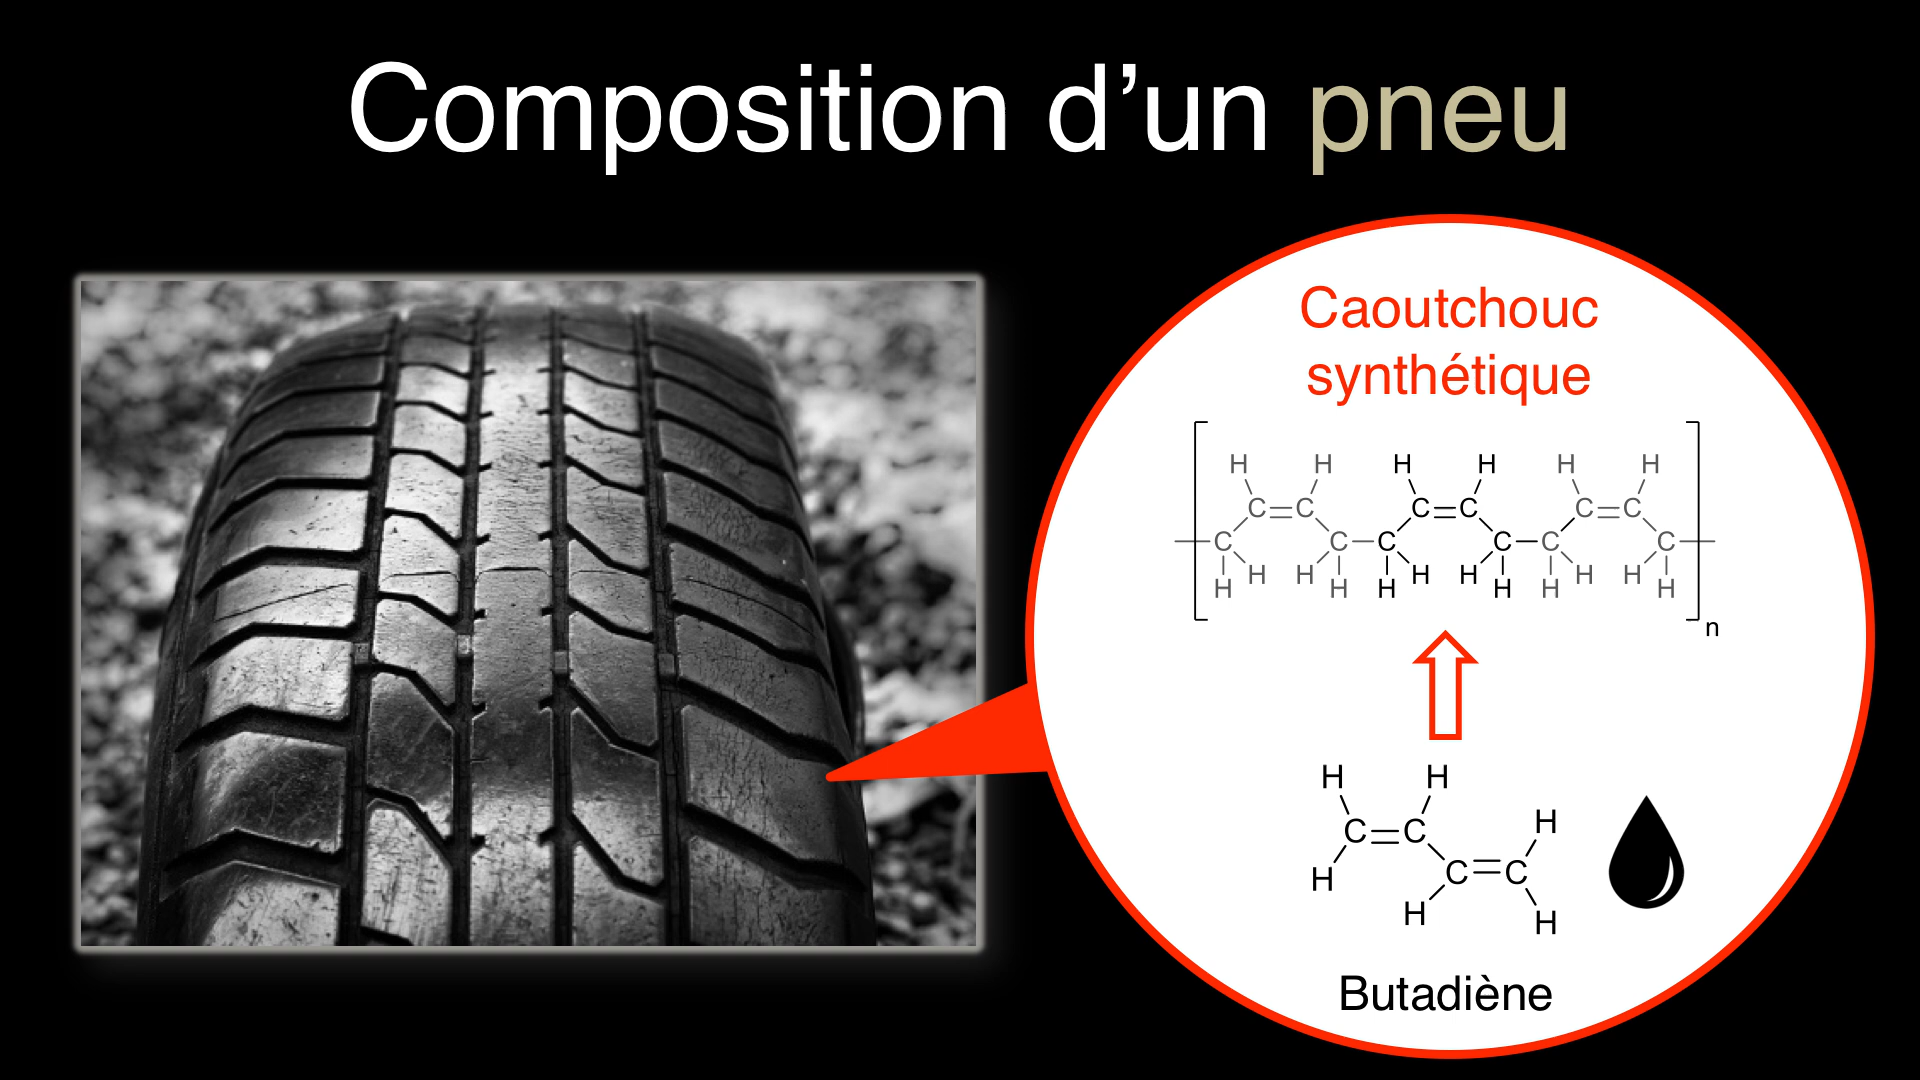 Composition d’un pneu
Caoutchouc
synthétique
H H H H H H
C=C C=C C=C
C C C C C C
H H H H H H
H H H H H H
n
H H
H
C=C
C=C
H
H
H
Butadiène